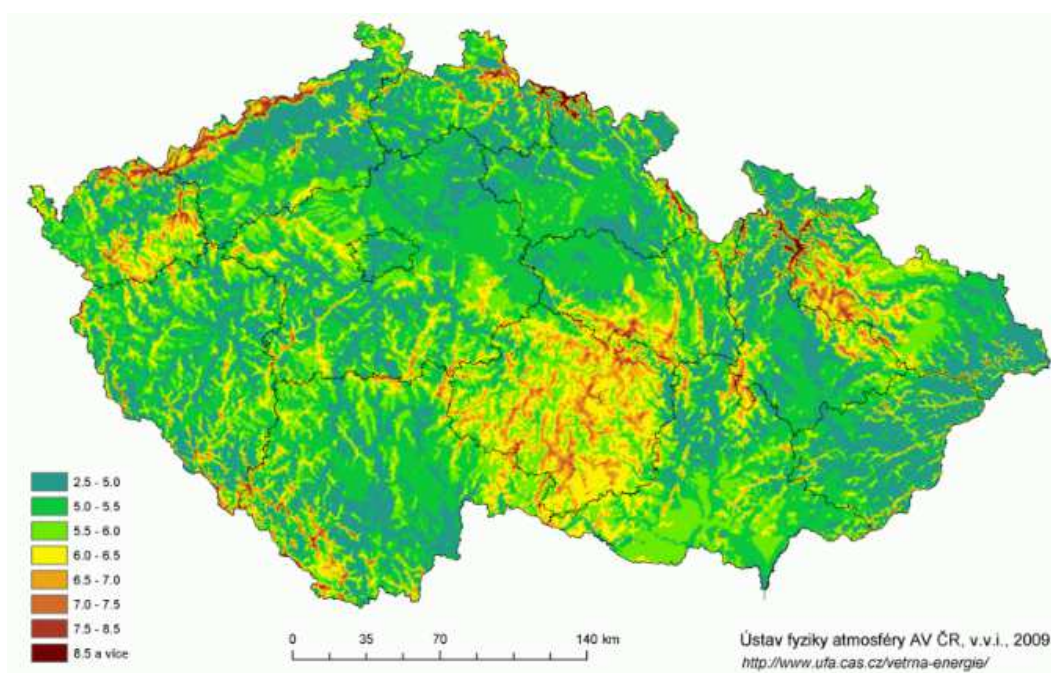 2.5 - 5.0
5.0 - 5.5
5.5 - 6.0
6.0 - 6.5
6.5 - 7.0
7.0 - 7.5
7.5 - 8.5
8.5 a více
0 35 70 140 km
Ústav fyziky atmosféry AV ČR, v.v.i., 2009
http://www.ufa.cas.cz/vetrna-energie/